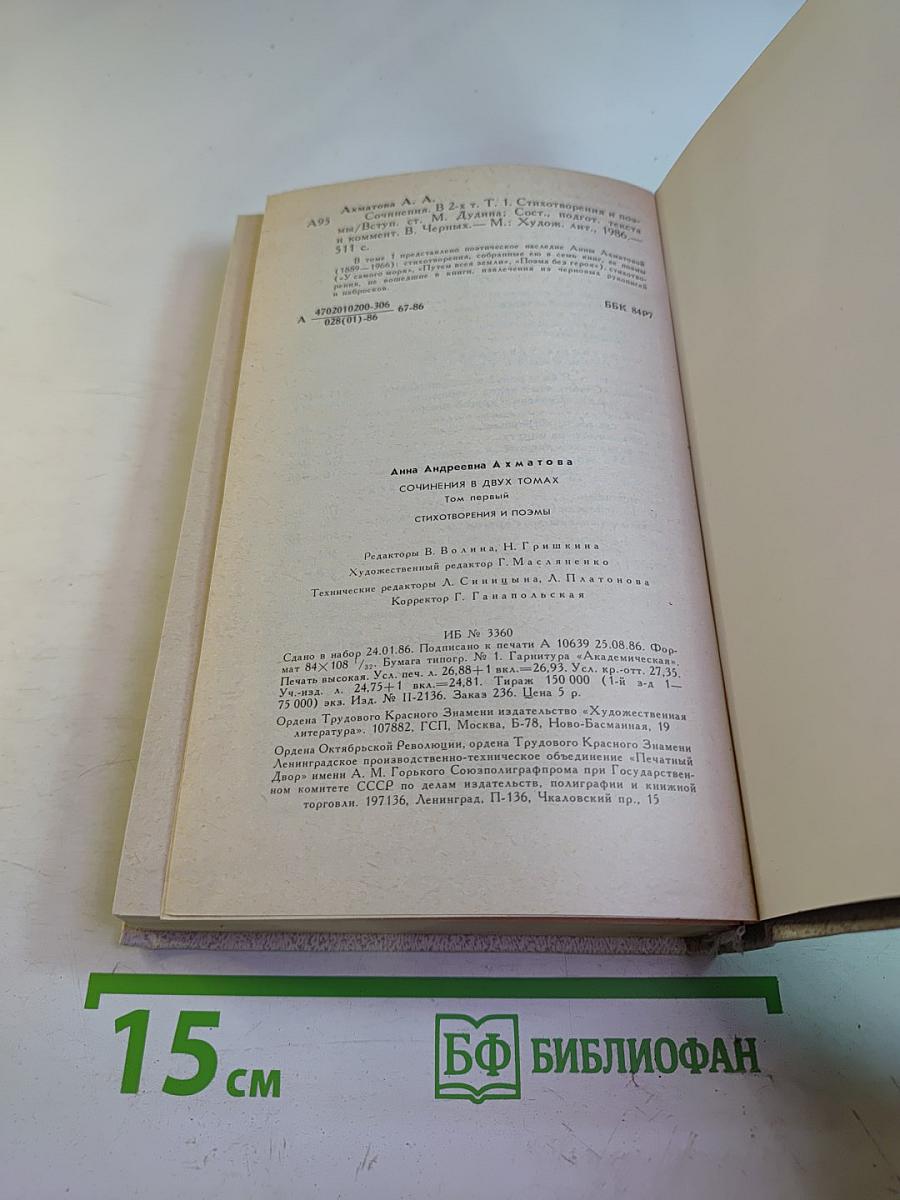 Ахматова А. А.
А95 Сочинения. В 2-х т. Т. 1. Стихотворения и поэ-
мы/Вступ. ст. М. Дудина; Сост., подгот. текста
и коммент. В. Черных.— М.: Худож. лит., 1986.—
511 с.
В томе 1 представлено поэтическое наследие Анны Ахматовой
(1889—1966): стихотворения, собранные ею в семь книг, ее поэмы
(«У самого моря», «Путем всея земли», «Поэма без героя»), стихотво-
рения, не вошедшие в книги, извлечения из черновых рукописей
и набросков.
А 4702010200-306 67-86
028(01)-86
ББК 84Р7
Анна Андреевна Ахматова
СОЧИНЕНИЯ В ДВУХ ТОМАХ
Том первый
СТИХОТВОРЕНИЯ И ПОЭМЫ
Редакторы В. Волина, Н. Гришкина
Художественный редактор Г. Масляненко
Технические редакторы Л. Синицына, Л. Платонова
Корректор Г. Ганапольская
ИБ № 3360
Сдано в набор 24.01.86. Подписано к печати А 10639 25.08.86. Фор-
мат 84×108 1/32. Бумага типогр. № 1. Гарнитура «Академическая».
Печать высокая. Усл. печ. л. 26,88+1 вкл.=26,93. Усл. кр.-отт. 27,35.
Уч.-изд. л. 24,75+1 вкл.=24,81. Тираж 150 000 (1-й з-д 1—
75 000) экз. Изд. № II-2136. Заказ 236. Цена 5 р.
Ордена Трудового Красного Знамени издательство «Художественная
литература». 107882, ГСП, Москва, Б-78, Ново-Басманная, 19
Ордена Октябрьской Революции, ордена Трудового Красного Знамени
Ленинградское производственно-техническое объединение «Печатный
Двор» имени А. М. Горького Союзполиграфпрома при Государствен-
ном комитете СССР по делам издательств, полиграфии и книжной
торговли. 197136, Ленинград, П-136, Чкаловский пр., 15
15 см
БФ БИБЛИОФАН